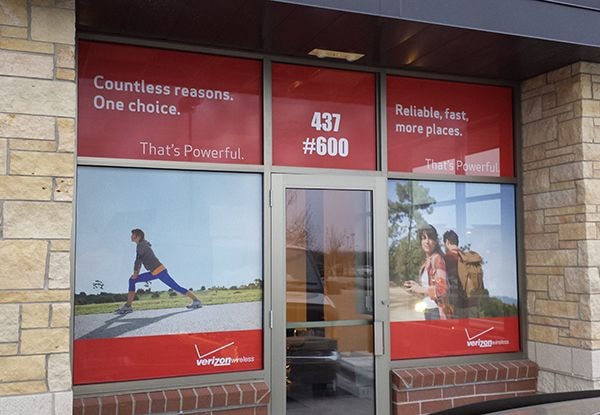 Countless reasons.
One choice.
That's Powerful.
437
#600
Reliable, fast,
more places.
That's Powerful.
verizonwireless
verizonwireless